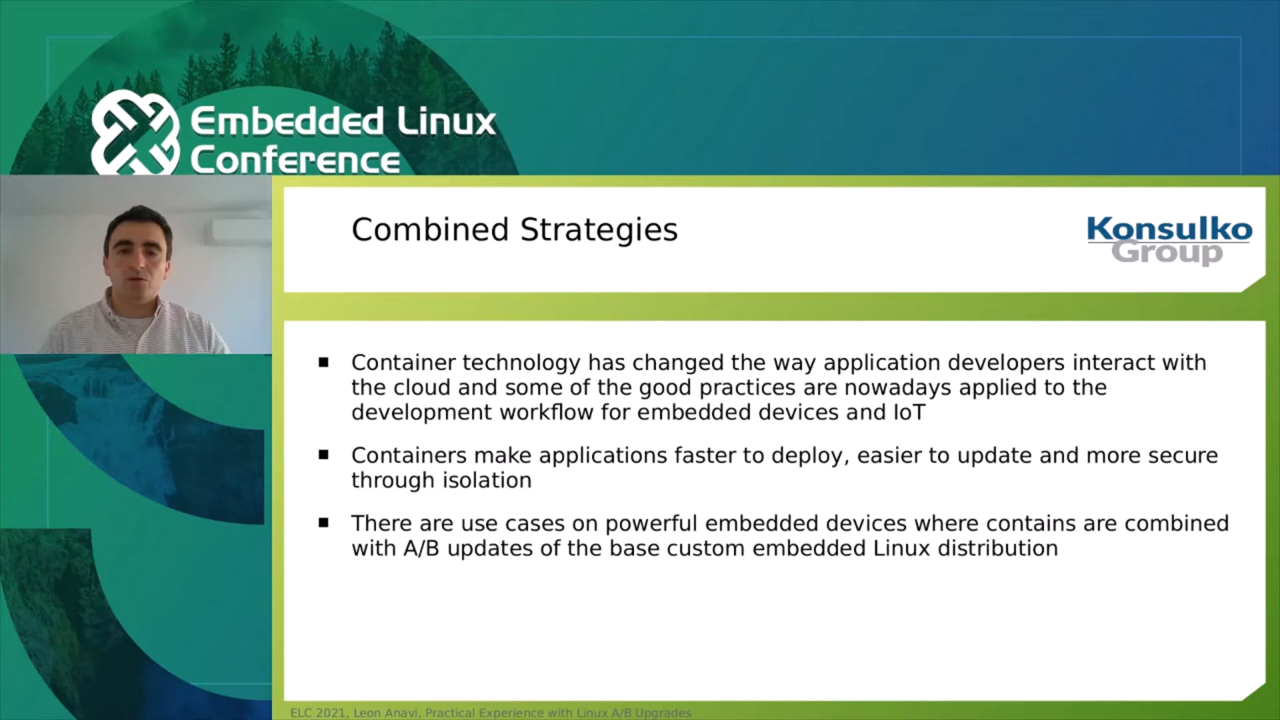 Embedded Linux
Conference
Combined Strategies
Konsulko
Group
Container technology has changed the way application developers interact with
the cloud and some of the good practices are nowadays applied to the
development workflow for embedded devices and IoT
Containers make applications faster to deploy, easier to update and more secure
through isolation
There are use cases on powerful embedded devices where contains are combined
with A/B updates of the base custom embedded Linux distribution
ELC 2021, Leon Anavi, Practical Experience with Linux A/B Upgrades